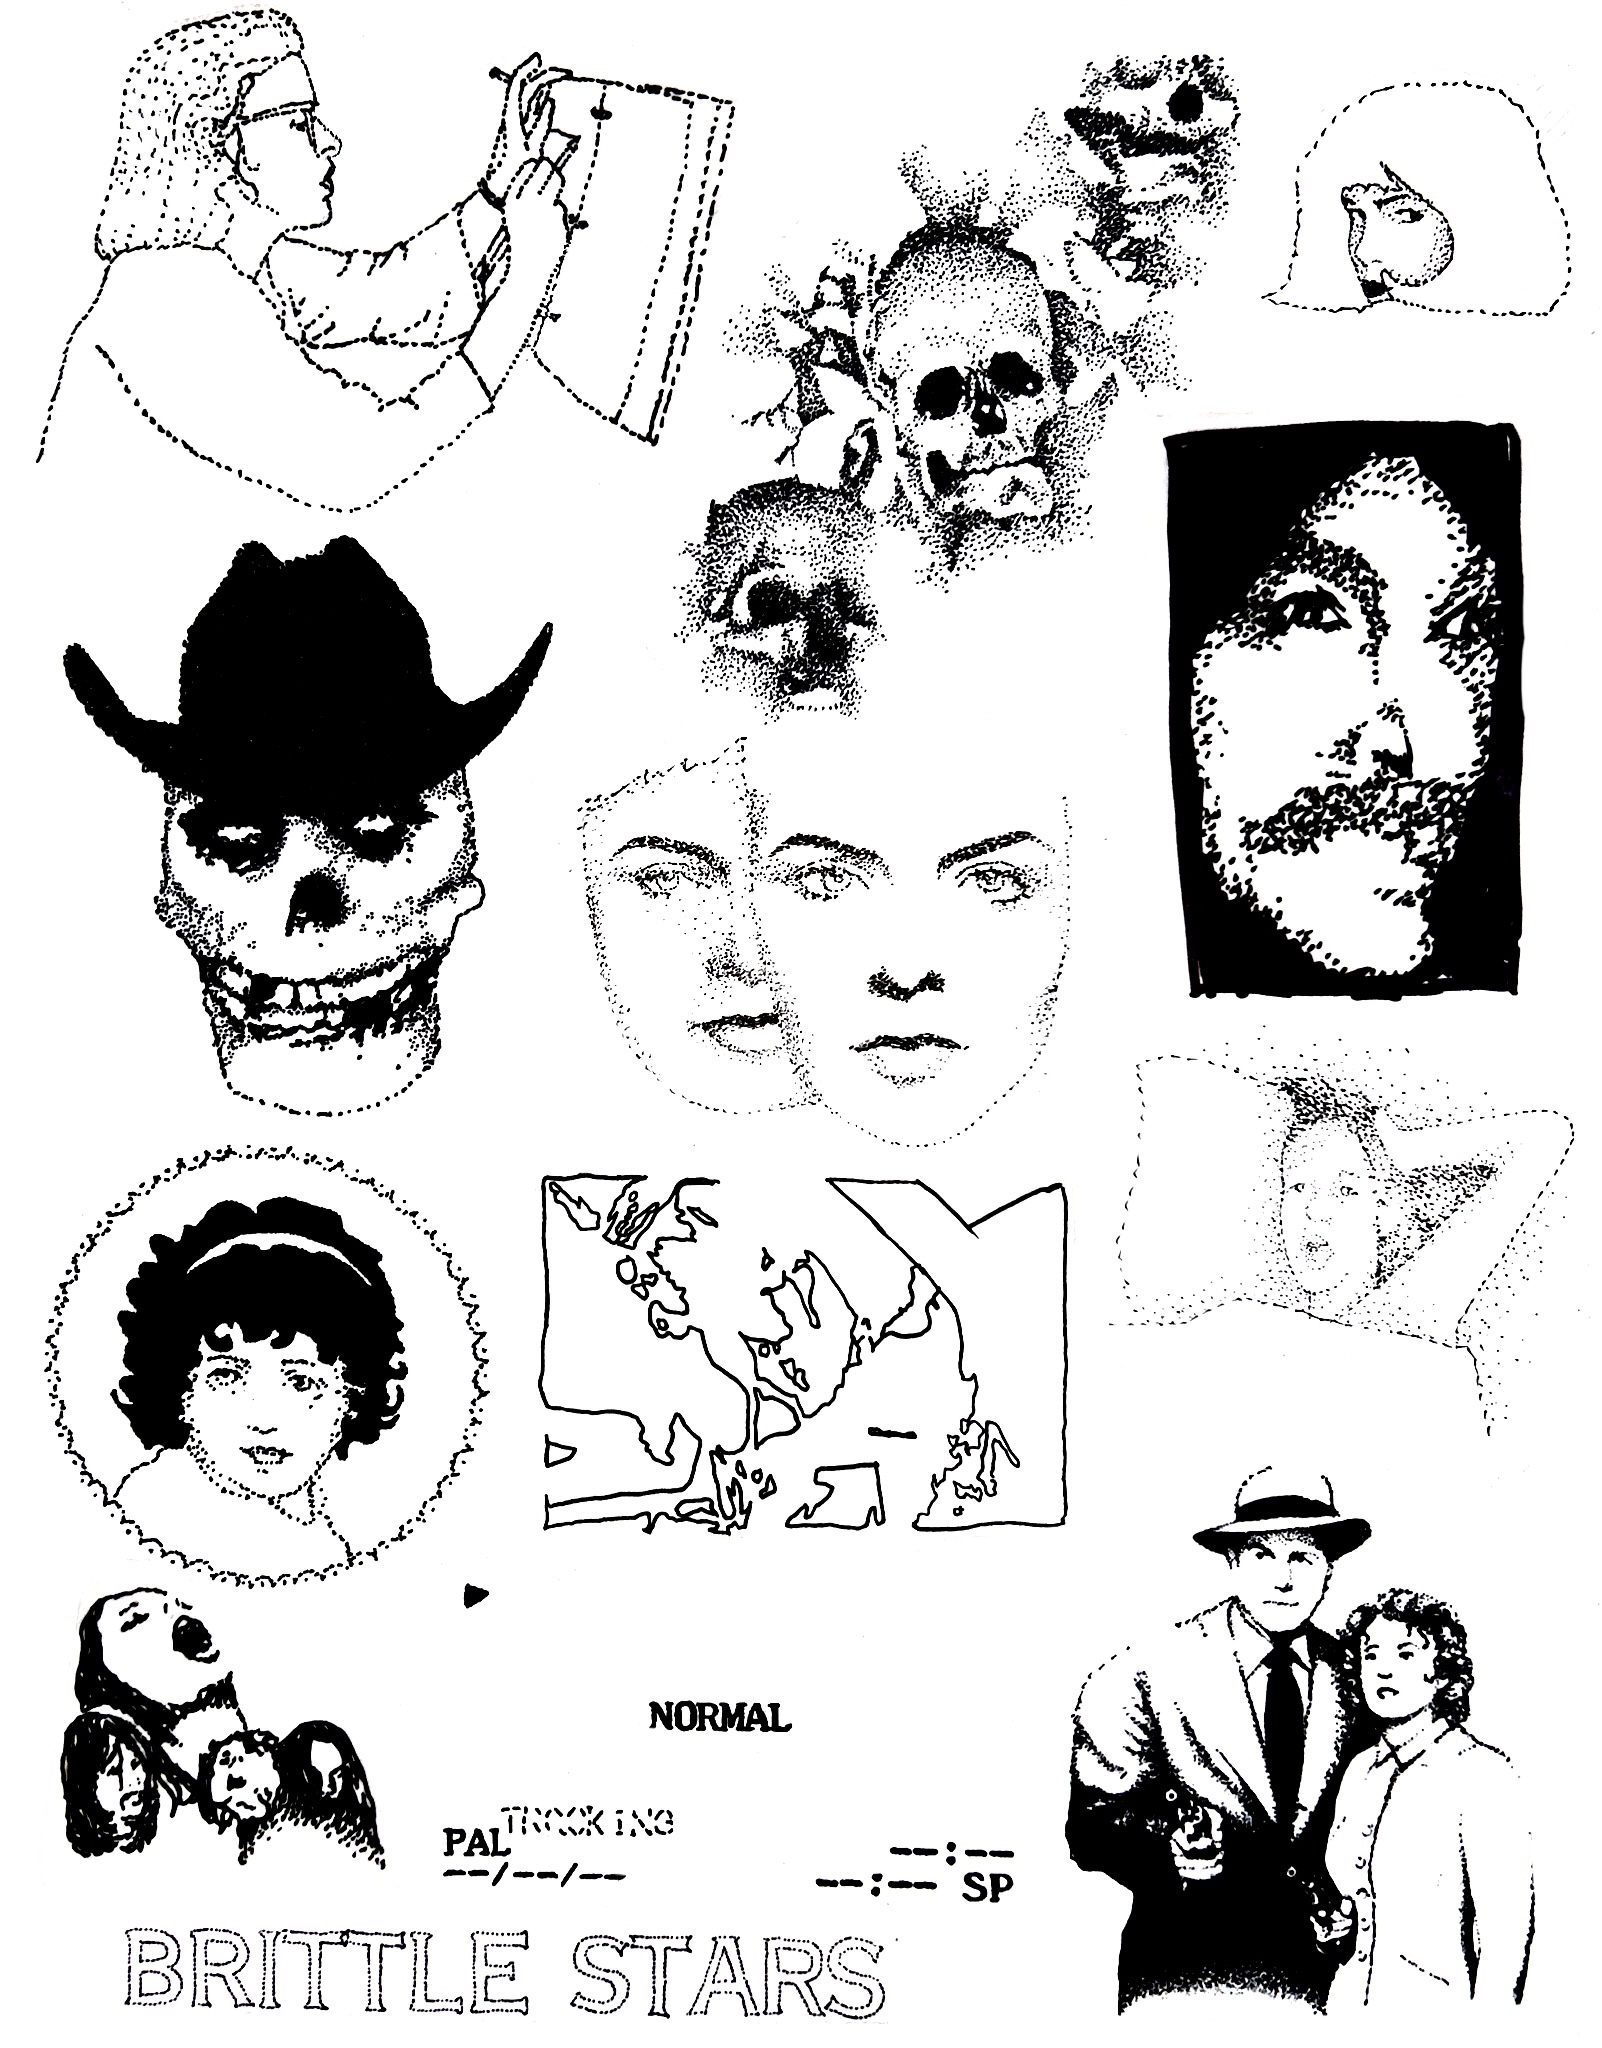 NORMAL
TRACKING
PAL
--:--
--/--/--
--:-- SP
BRITTLE STARS